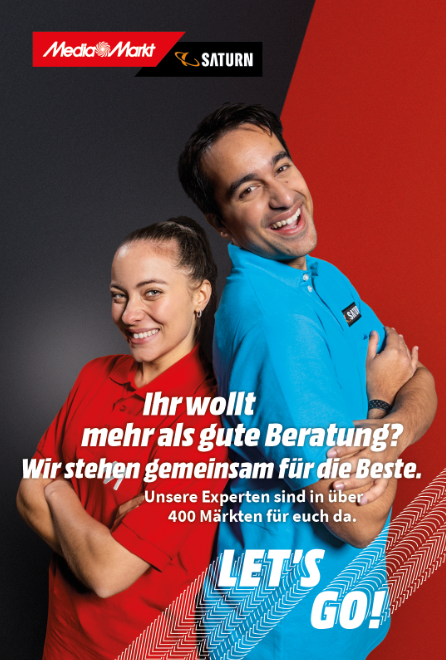 MediaMarkt
SATURN
SATURN
Ihr wollt
mehr als gute Beratung?
Wir stehen gemeinsam für die Beste.
Unsere Experten sind in über
400 Märkten für euch da.
LET'S
GO!